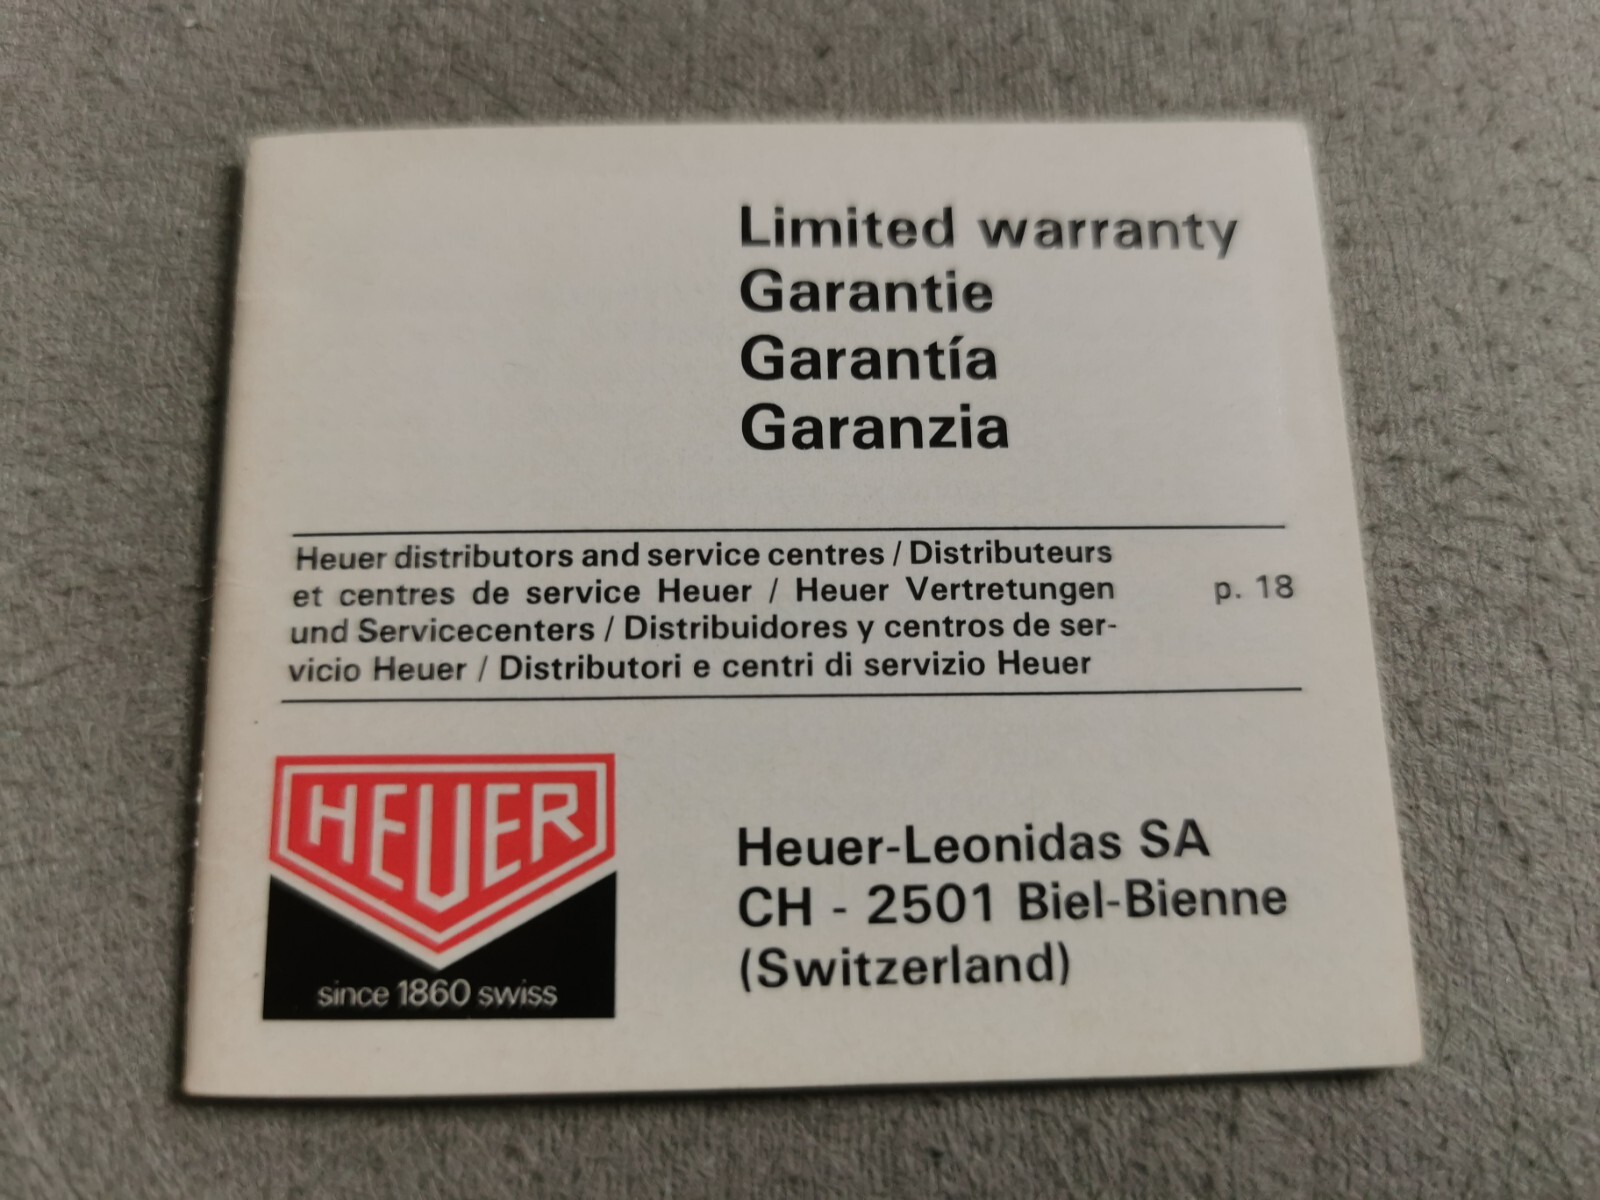 Limited warranty
Garantie
Garantía
Garanzia
Heuer distributors and service centres / Distributeurs
et centres de service Heuer / Heuer Vertretungen
und Servicecenters / Distribuidores y centros de ser-
vicio Heuer / Distributori e centri di servizio Heuer
p. 18
HEUER
since 1860 swiss
Heuer-Leonidas SA
CH - 2501 Biel-Bienne
(Switzerland)